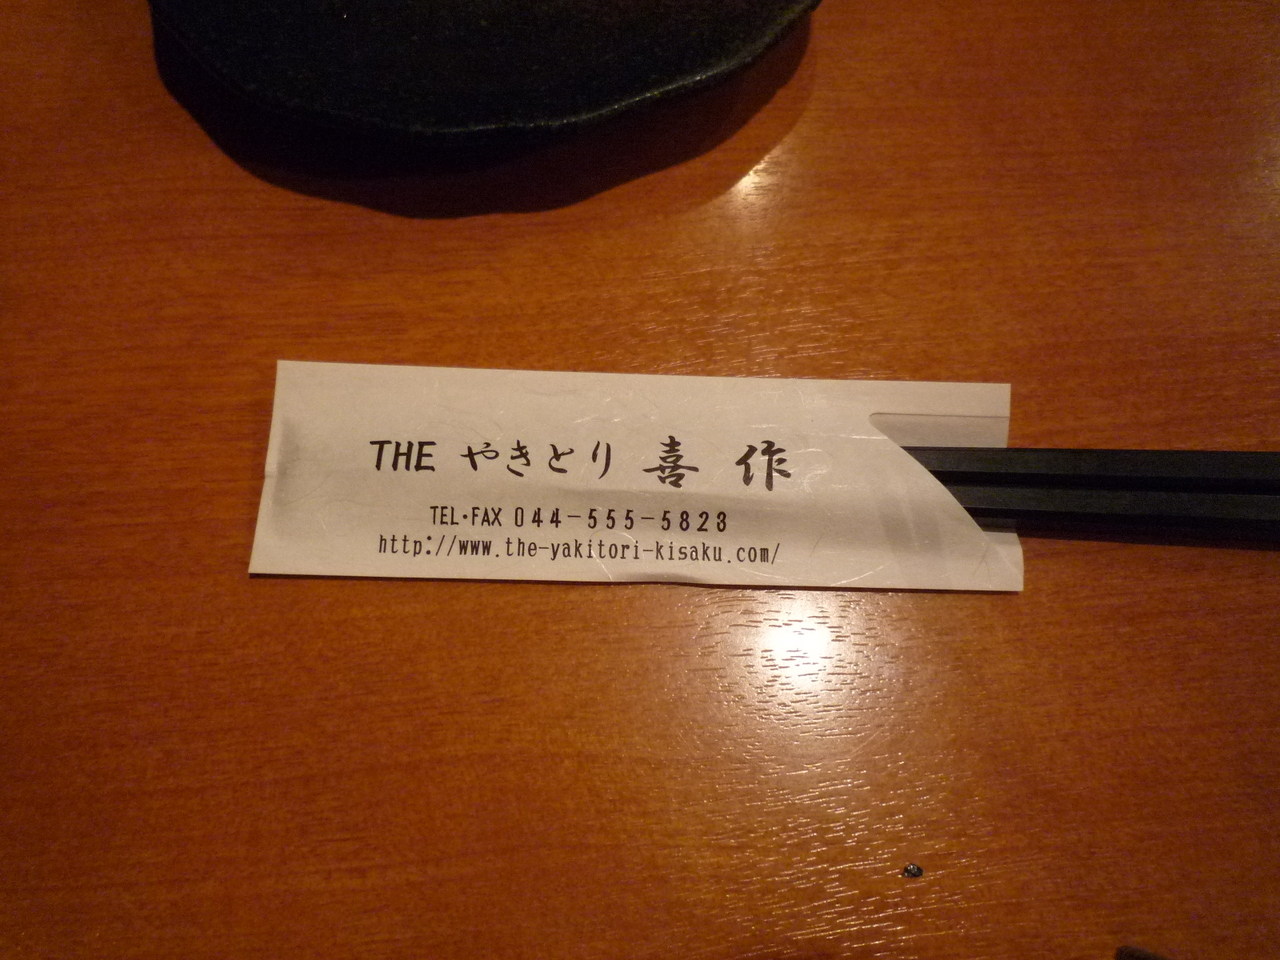 THE やきとり 喜作
TEL・FAX 044-555-5823
http://www.the-yakitori-kisaku.com/